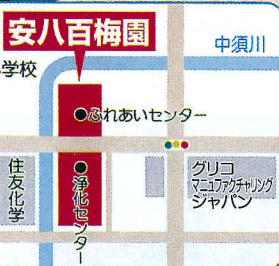 安八百梅園
中須川
学校
ふれあいセンター
住友化学
浄化センター
グリコ
マニュファクチャリング
ジャパン